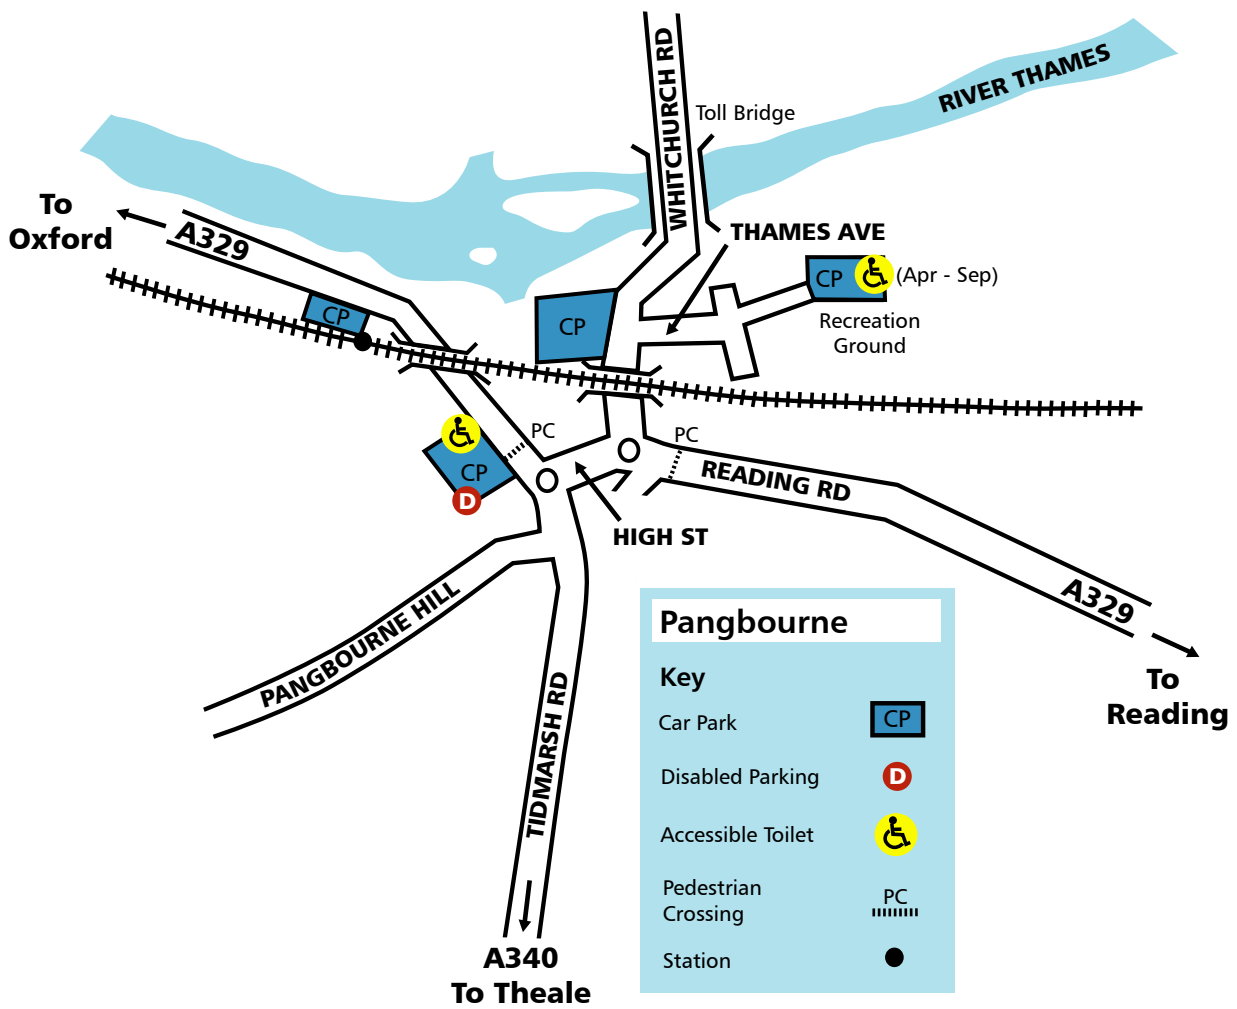 WHITCHURCH RD
RIVER THAMES
Toll Bridge
To
Oxford
A329
THAMES AVE
CP
(Apr - Sep)
Recreation
Ground
CP
CP
PC
PC
CP
D
READING RD
HIGH ST
A329
To
Reading
PANGBOURNE HILL
TIDMARSH RD
A340
To Theale
Pangbourne
Key
Car Park
CP
Disabled Parking
D
Accessible Toilet
Pedestrian
Crossing
PC
Station